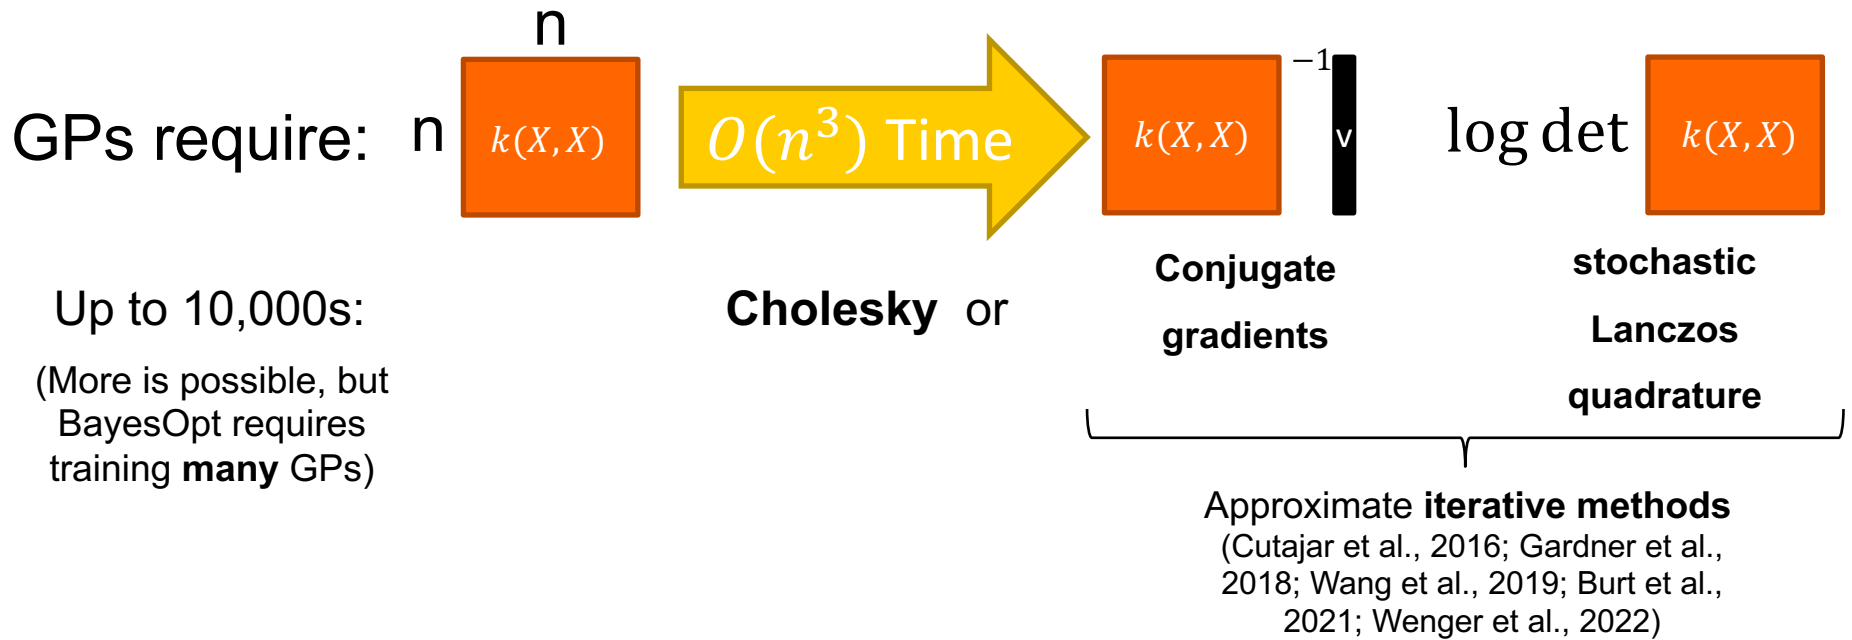 n
GPs require: n k(X, X) O(n³) Time k(X, X) −1 v log det k(X, X)
Up to 10,000s:
(More is possible, but
BayesOpt requires
training many GPs)
Cholesky or
Conjugate
gradients
stochastic
Lanczos
quadrature
Approximate iterative methods
(Cutajar et al., 2016; Gardner et al.,
2018; Wang et al., 2019; Burt et al.,
2021; Wenger et al., 2022)